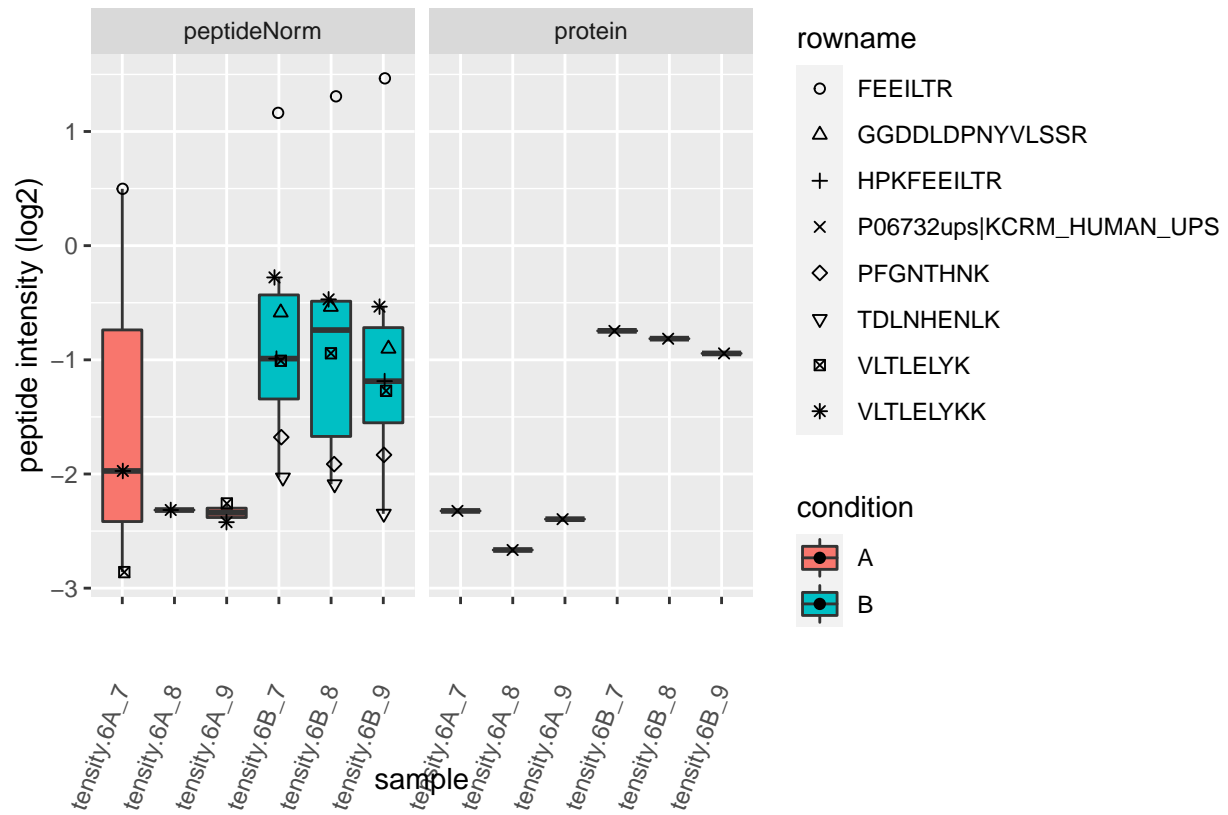 peptideNorm
protein
peptide intensity (log2)
1
0
−1
−2
−3
tensity.6A_7
tensity.6A_8
tensity.6A_9
tensity.6B_7
tensity.6B_8
tensity.6B_9
tensity.6A_7
tensity.6A_8
tensity.6A_9
tensity.6B_7
tensity.6B_8
tensity.6B_9
sample
rowname
FEEILTR
GGDDLDPNYVLSSR
HPKFEEILTR
P06732ups|KCRM_HUMAN_UPS
PFGNTHNK
TDLNHENLK
VLTLELYK
VLTLELYKK
condition
A
B